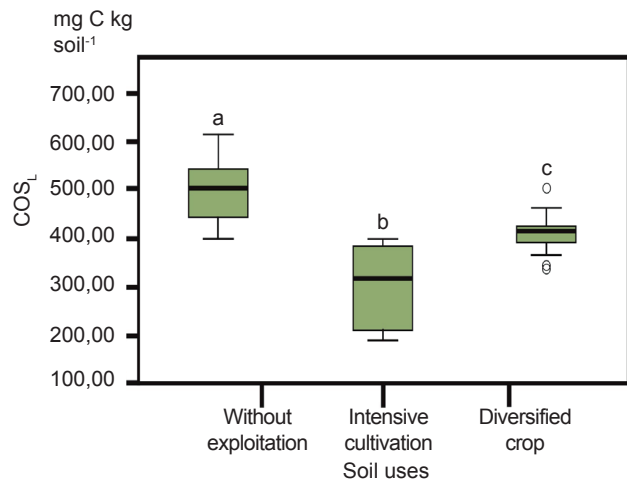 mg C kg
soil-1
700,00
600,00
500,00
400,00
300,00
200,00
100,00
COSL
a
b
c
Without
exploitation
Intensive
cultivation
Diversified
crop
Soil uses